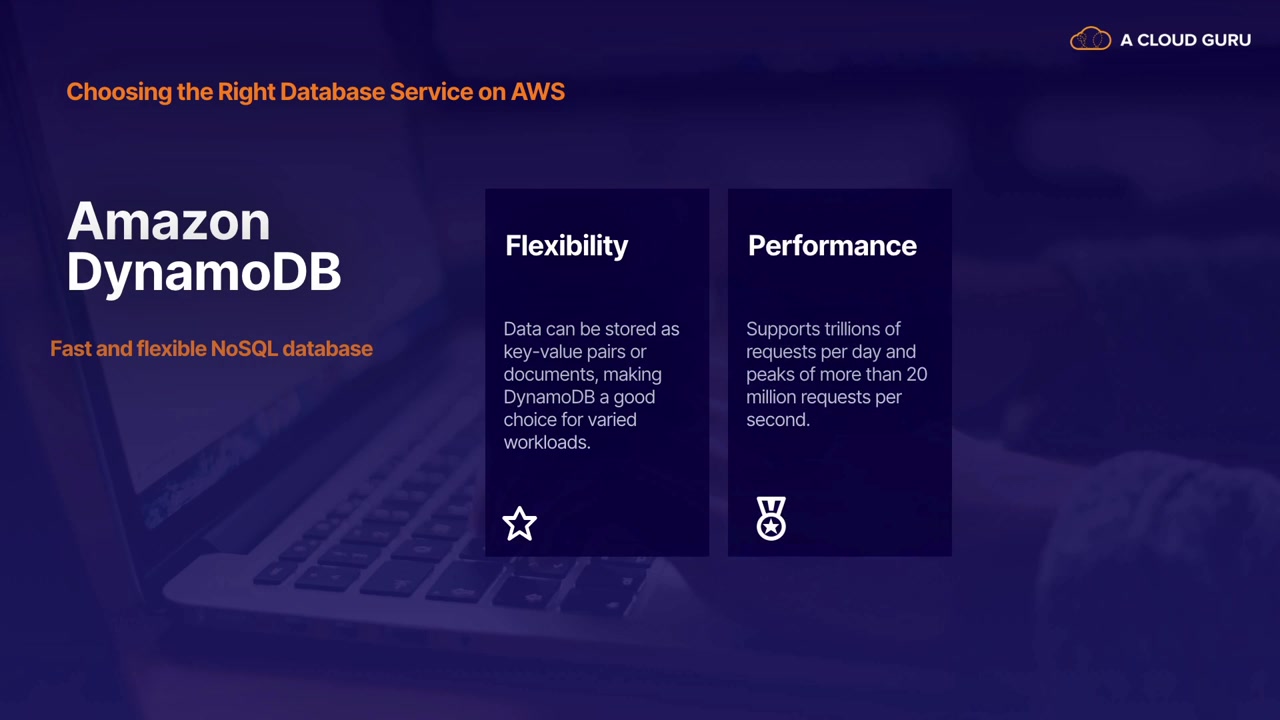 A CLOUD GURU
Choosing the Right Database Service on AWS
Amazon
DynamoDB
Fast and flexible NoSQL database
Flexibility
Data can be stored as
key-value pairs or
documents, making
DynamoDB a good
choice for varied
workloads.
Performance
Supports trillions of
requests per day and
peaks of more than 20
million requests per
second.